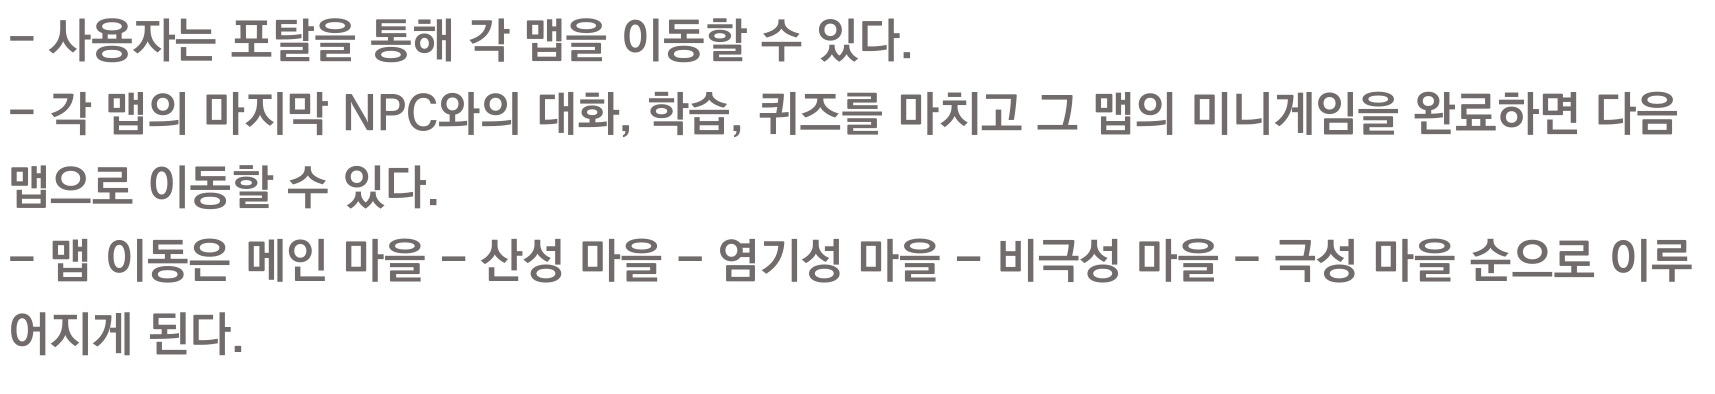 - 사용자는 포탈을 통해 각 맵을 이동할 수 있다.
- 각 맵의 마지막 NPC와의 대화, 학습, 퀴즈를 마치고 그 맵의 미니게임을 완료하면 다음
맵으로 이동할 수 있다.
- 맵 이동은 메인 마을 - 산성 마을 - 염기성 마을 - 비극성 마을 - 극성 마을 순으로 이루
어지게 된다.